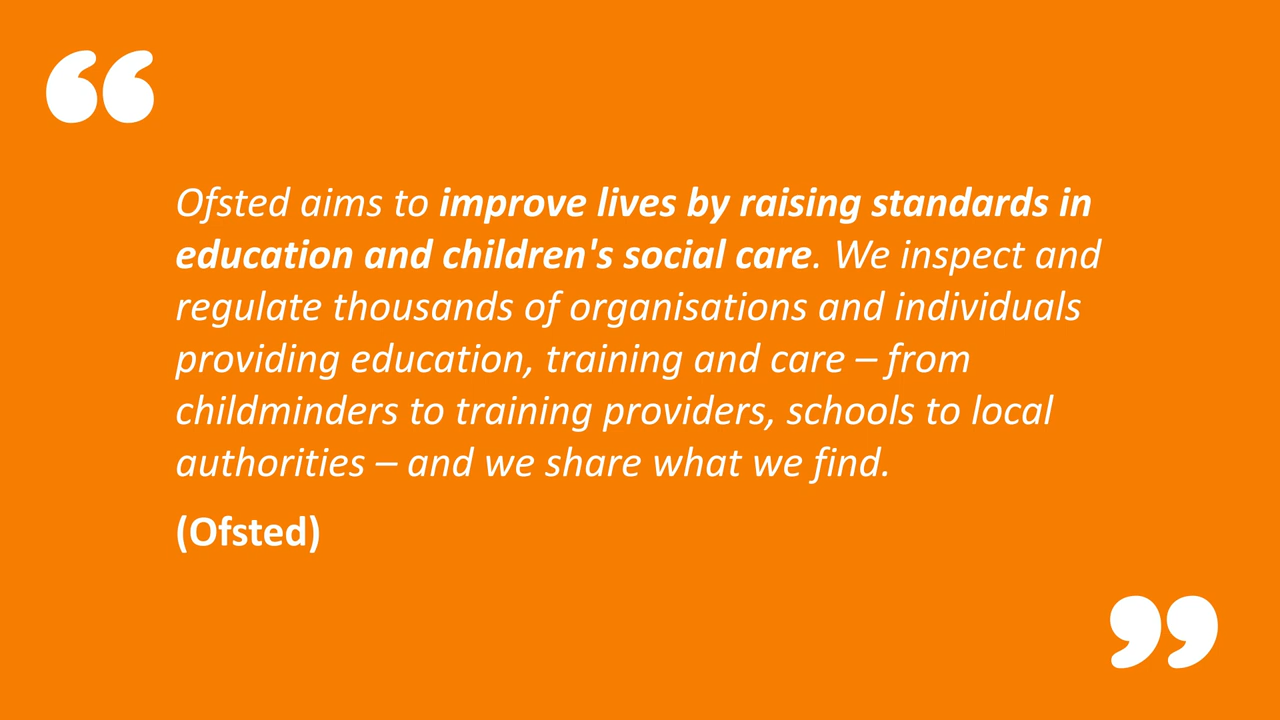 “
Ofsted aims to improve lives by raising standards in
education and children's social care. We inspect and
regulate thousands of organisations and individuals
providing education, training and care – from
childminders to training providers, schools to local
authorities – and we share what we find.
(Ofsted)
”